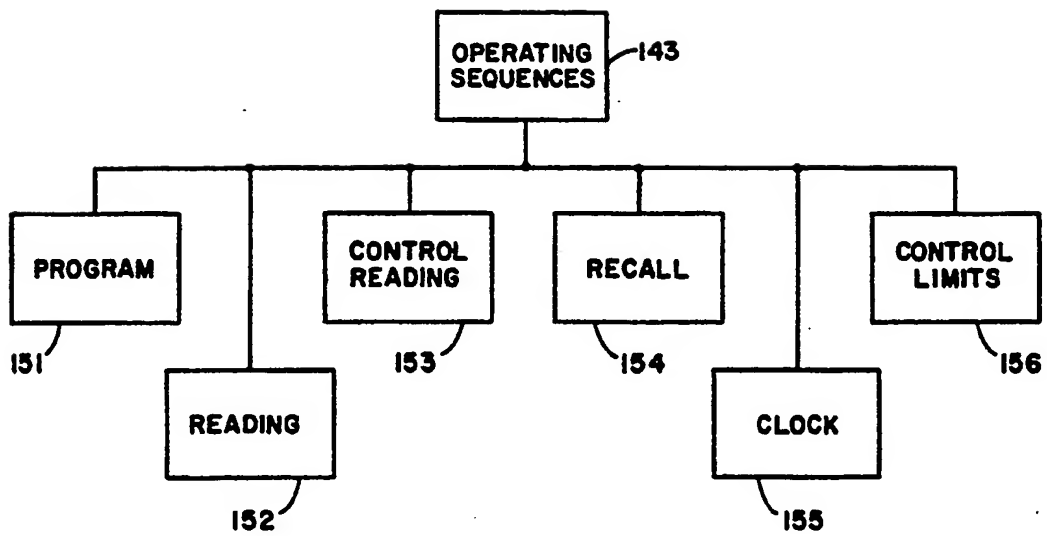 OPERATING
SEQUENCES
143
PROGRAM
CONTROL
READING
RECALL
CONTROL
LIMITS
151
153
154
156
READING
CLOCK
152
155